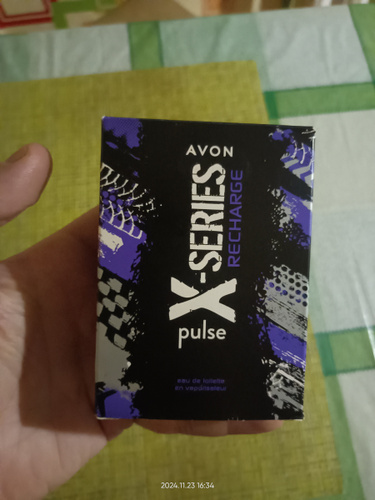 AVON
X-SERIES
RECHARGE
pulse
eau de toilette
en vaporisateur
2024.11.23 16:34